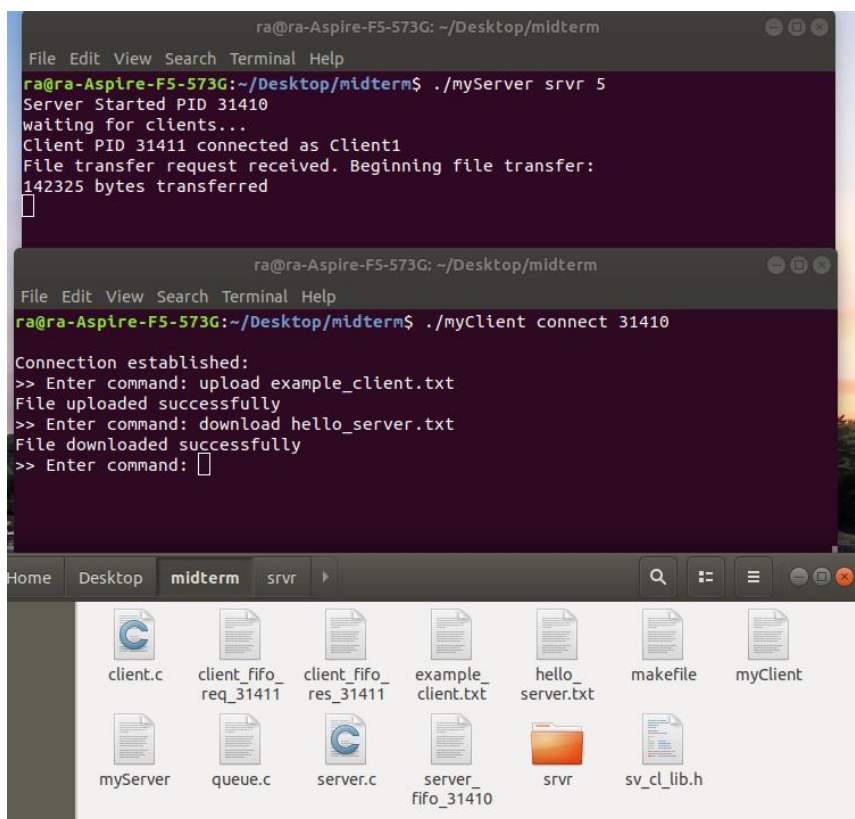 ra@ra-Aspire-F5-573G: ~/Desktop/midterm
File Edit View Search Terminal Help
ra@ra-Aspire-F5-573G:~/Desktop/midterm$ ./myServer srvr 5
Server Started PID 31410
waiting for clients...
Client PID 31411 connected as Client1
File transfer request received. Beginning file transfer:
142325 bytes transferred
ra@ra-Aspire-F5-573G: ~/Desktop/midterm
File Edit View Search Terminal Help
ra@ra-Aspire-F5-573G:~/Desktop/midterm$ ./myClient connect 31410
Connection established:
>> Enter command: upload example_client.txt
File uploaded successfully
>> Enter command: download hello_server.txt
File downloaded successfully
>> Enter command:
Home Desktop midterm srvr
client.c client_fifo_ client_fifo_ example_ hello_ makefile myClient
req_31411 res_31411 client.txt server.txt
myServer queue.c server.c server_ srvr sv_cl_lib.h
fifo_31410